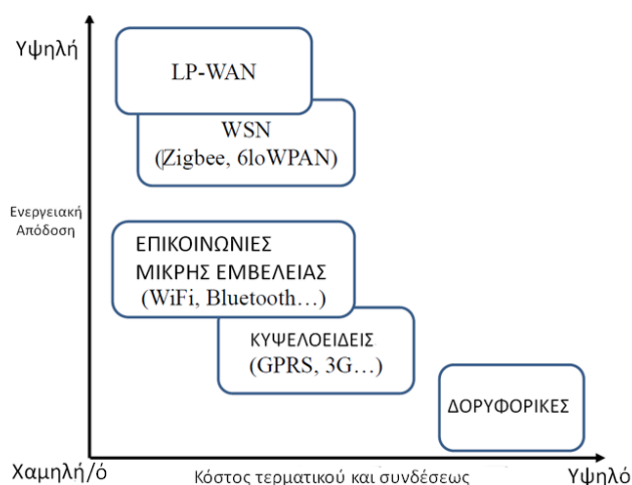 Υψηλή
LP-WAN
WSN
(Zigbee, 6loWPAN)
Ενεργειακή
Απόδοση
ΕΠΙΚΟΙΝΩΝΙΕΣ
ΜΙΚΡΗΣ ΕΜΒΕΛΕΙΑΣ
(WiFi, Bluetooth...)
ΚΥΨΕΛΟΕΙΔΕΙΣ
(GPRS, 3G...)
ΔΟΡΥΦΟΡΙΚΕΣ
Χαμηλή/ό
Κόστος τερματικού και συνδέσεως
Υψηλό